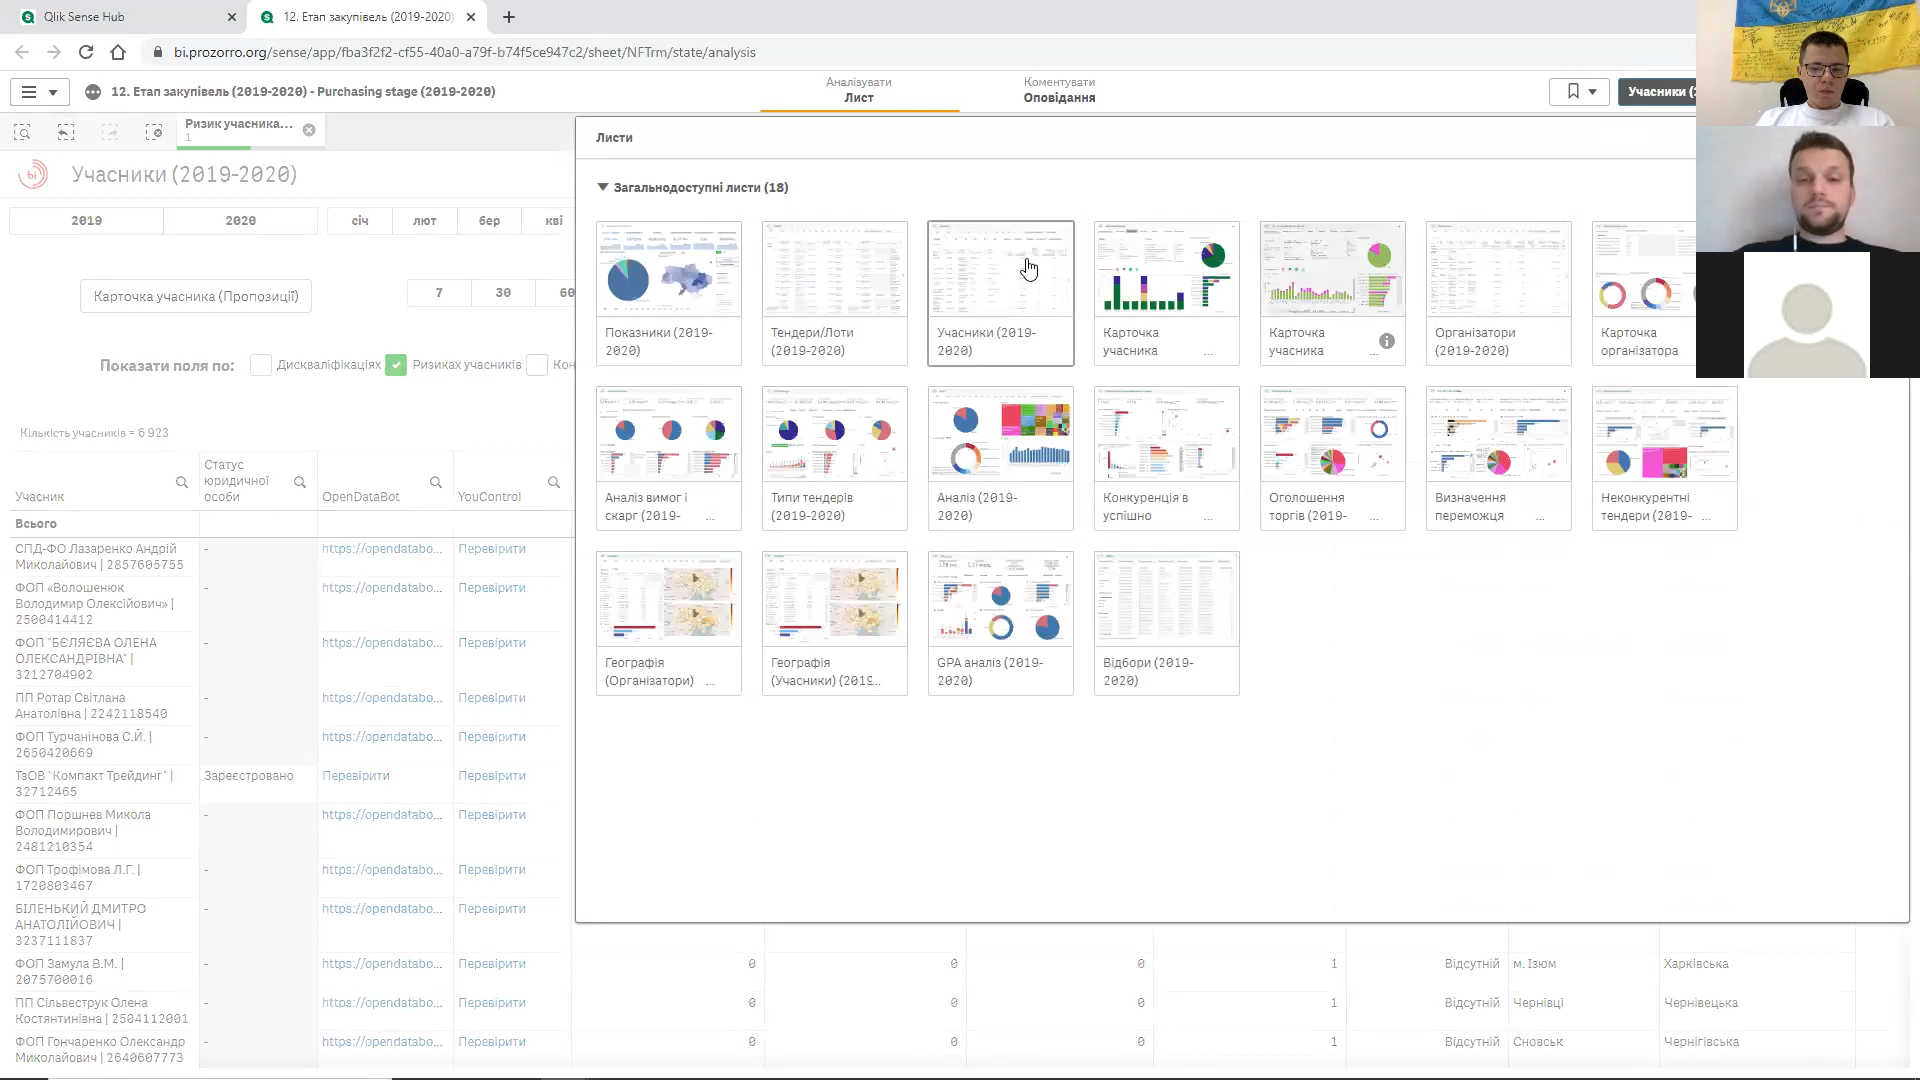 Qlik Sense Hub
12. Етап закупівель (2019-2020)
bi.prozorro.org/sense/app/fba3f2f2-cf55-40a0-a79f-b74f5ce947c2/sheet/NFTrm/state/analysis
12. Етап закупівель (2019-2020) - Purchasing stage (2019-2020)
Аналізувати
Лист
Коментувати
Оповідання
Учасники (2
Ризик учасника...
1
Листи
bi
Учасники (2019-2020)
Загальнодоступні листи (18)
2019
2020
січ
лют
бер
кві
Карточка учасника (Пропозиції)
7
30
60
Показники (2019-
2020)
Тендери/Лоти
(2019-2020)
Учасники (2019-
2020)
Карточка
учасника ...
Карточка
учасника ...
Організатори
(2019-2020)
Карточка
організатора
Показати поля по:
Дискваліфікаціях
Ризиках учасників
Кон
Кількість учасників = 6 923
Аналіз вимог і
скарг (2019- ...
Типи тендерів
(2019-2020)
Аналіз (2019-
2020)
Конкуренція в
успішно ...
Оголошення
торгів (2019- ...
Визначення
переможця ...
Неконкурентні
тендери (2019- ...
Учасник
Статус
юридичної
особи
OpenDataBot
YouControl
Всього
СПД-ФО Лазаренко Андрій
Миколайович | 2857605755
-
https://opendatabo...
Перевірити
ФОП «Волошенюк
Володимир Олексійович» |
2500414412
-
https://opendatabo...
Перевірити
ФОП "БЄЛЯЄВА ОЛЕНА
ОЛЕКСАНДРІВНА" |
3212704902
-
https://opendatabo...
Перевірити
Географія
(Організатори) ...
Географія
(Учасники) (2019...
GPA аналіз (2019-
2020)
Відбори (2019-
2020)
ПП Ротар Світлана
Анатолівна | 2242118540
-
https://opendatabo...
Перевірити
ФОП Турчанінова С.Й. |
2650420669
-
https://opendatabo...
Перевірити
ТзОВ "Компакт Трейдинг" |
32712465
Зареєстровано
Перевірити
Перевірити
ФОП Поршнев Микола
Володимирович |
2481210354
-
https://opendatabo...
Перевірити
ФОП Трофімова Л.Г. |
1720803467
-
https://opendatabo...
Перевірити
БІЛЕНЬКИЙ ДМИТРО
АНАТОЛІЙОВИЧ |
3237111837
-
https://opendatabo...
Перевірити
ФОП Замула В.М. |
2075700016
-
https://opendatabo...
Перевірити
0
0
0
1
Відсутній
м. Ізюм
Харківська
ПП Сільвеструк Олена
Костянтинівна | 2504112001
-
https://opendatabo...
Перевірити
0
0
0
1
Відсутній
Чернівці
Чернівецька
ФОП Гончаренко Олександр
Миколайович | 2640607773
-
https://opendatabo...
Перевірити
0
0
0
1
Відсутній
Сновськ
Чернігівська